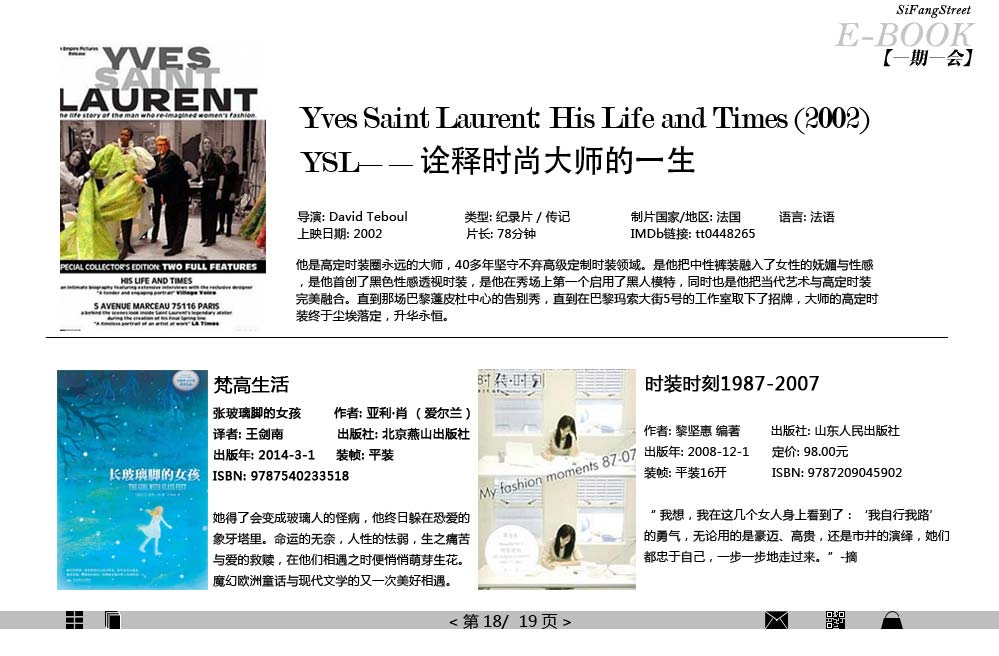 SiFangStreet
E-BOOK
【一期一会】
a Empire Pictures
Release
YVES
SAINT
LAURENT
he life story of the man who re-imagined women's fashion.
SPECIAL COLLECTOR'S EDITION: TWO FULL FEATURES
HIS LIFE AND TIMES
"A tender and engaging portrait" Village Voice
5 AVENUE MARCEAU 75116 PARIS
a behind the scenes look inside Saint Laurent's legendary atelier
during the creation of his final Spring line
"A timeless portrait of an artist at work" LA Times
Yves Saint Laurent: His Life and Times (2002)
YSL——诠释时尚大师的一生
导演: David Teboul 类型: 纪录片 / 传记 制片国家/地区: 法国 语言: 法语
上映日期: 2002 片长: 78分钟 IMDb链接: tt0448265
他是高定时装圈永远的大师，40多年坚守不弃高级定制时装领域。是他把中性裤装融入了女性的妩媚与性感
，是他首创了黑色性感透视时装，是他在秀场上第一个启用了黑人模特，同时也是他把当代艺术与高定时装
完美融合。直到那场巴黎蓬皮杜中心的告别秀，直到在巴黎玛索大街5号的工作室取下了招牌，大师的高定时
装终于尘埃落定，升华永恒。
长玻璃脚的女孩
THE GIRL WITH GLASS FEET
梵高生活
张玻璃脚的女孩 作者: 亚利·肖（爱尔兰）
译者: 王剑南 出版社: 北京燕山出版社
出版年: 2014-3-1 装帧: 平装
ISBN: 9787540233518
她得了会变成玻璃人的怪病，他终日躲在恐爱的
象牙塔里。命运的无奈，人性的怯弱，生之痛苦
与爱的救赎，在他们相遇之时便悄悄萌芽生花。
魔幻欧洲童话与现代文学的又一次美好相遇。
时装·时刻
My fashion moments 87-07
时装时刻1987-2007
作者: 黎坚惠 编著 出版社: 山东人民出版社
出版年: 2008-12-1 定价: 98.00元
装帧: 平装16开 ISBN: 9787209045902
“ 我想，我在这几个女人身上看到了：‘我自行我路’
的勇气，无论用的是豪迈、高贵，还是市井的演绎，她们
都忠于自己，一步一步地走过来。”-摘
< 第 18/ 19 页 >